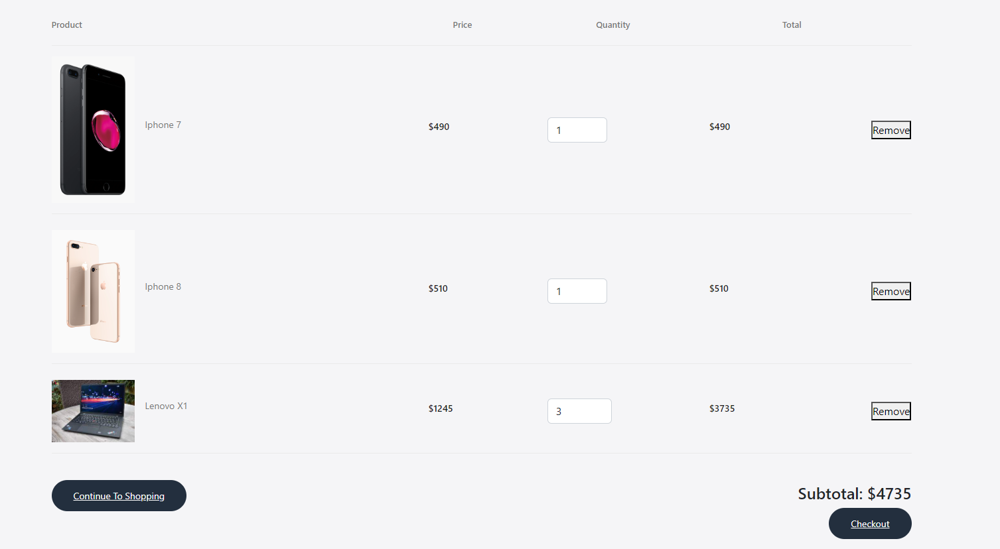 Product Price Quantity Total
Iphone 7 $490 1 $490 Remove
Iphone 8 $510 1 $510 Remove
Lenovo X1 $1245 3 $3735 Remove
Continue To Shopping Subtotal: $4735
Checkout